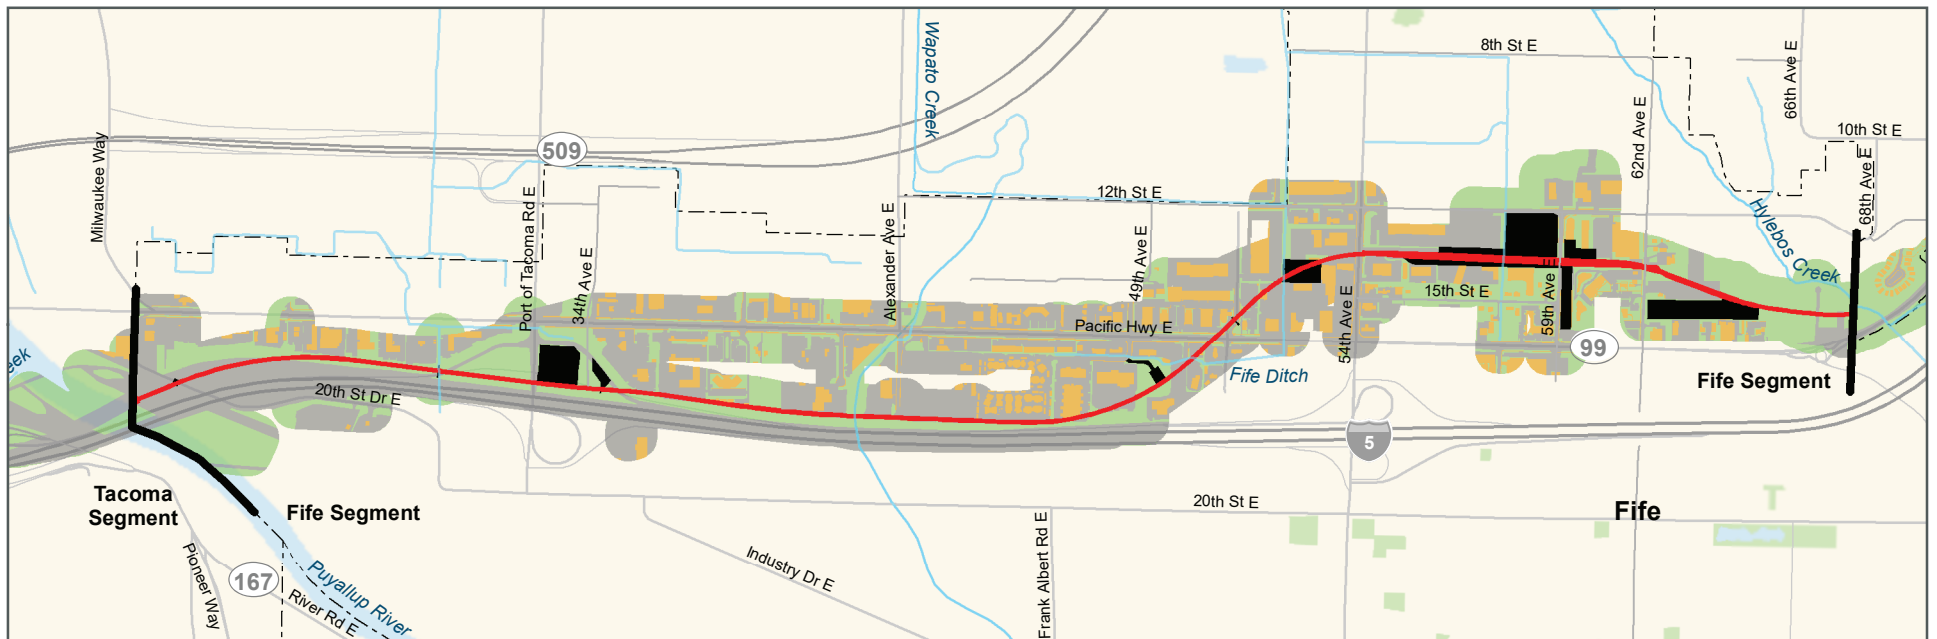 8th St E
66th Ave E
10th St E
Wapato Creek
62nd Ave E
68th Ave E
509
Milwaukee Way
12th St E
Port of Tacoma Rd E
34th Ave E
Alexander Ave E
49th Ave E
Hylebos Creek
15th St E
59th Ave E
54th Ave E
Pacific Hwy E
99
eek
Fife Ditch
Fife Segment
20th St Dr E
5
Tacoma
Segment
Fife Segment
20th St E
Fife
Pioneer Way
167
River Rd E
Puyallup River
Industry Dr E
Frank Albert Rd E